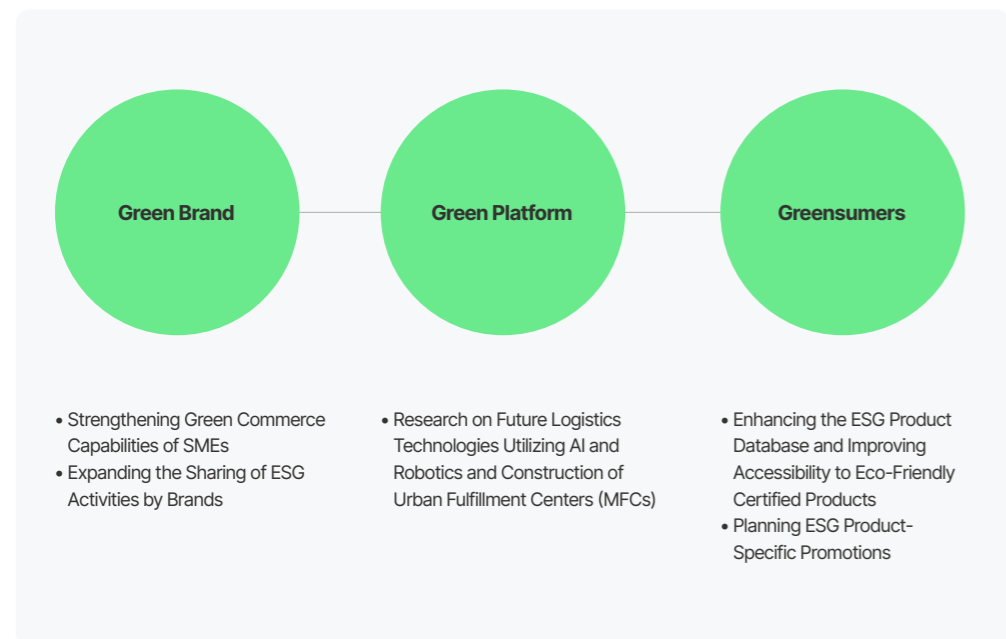 Green Brand
Green Platform
Greensumers
• Strengthening Green Commerce
Capabilities of SMEs
• Expanding the Sharing of ESG
Activities by Brands
• Research on Future Logistics
Technologies Utilizing AI and
Robotics and Construction of
Urban Fulfillment Centers (MFCs)
• Enhancing the ESG Product
Database and Improving
Accessibility to Eco-Friendly
Certified Products
• Planning ESG Product-
Specific Promotions